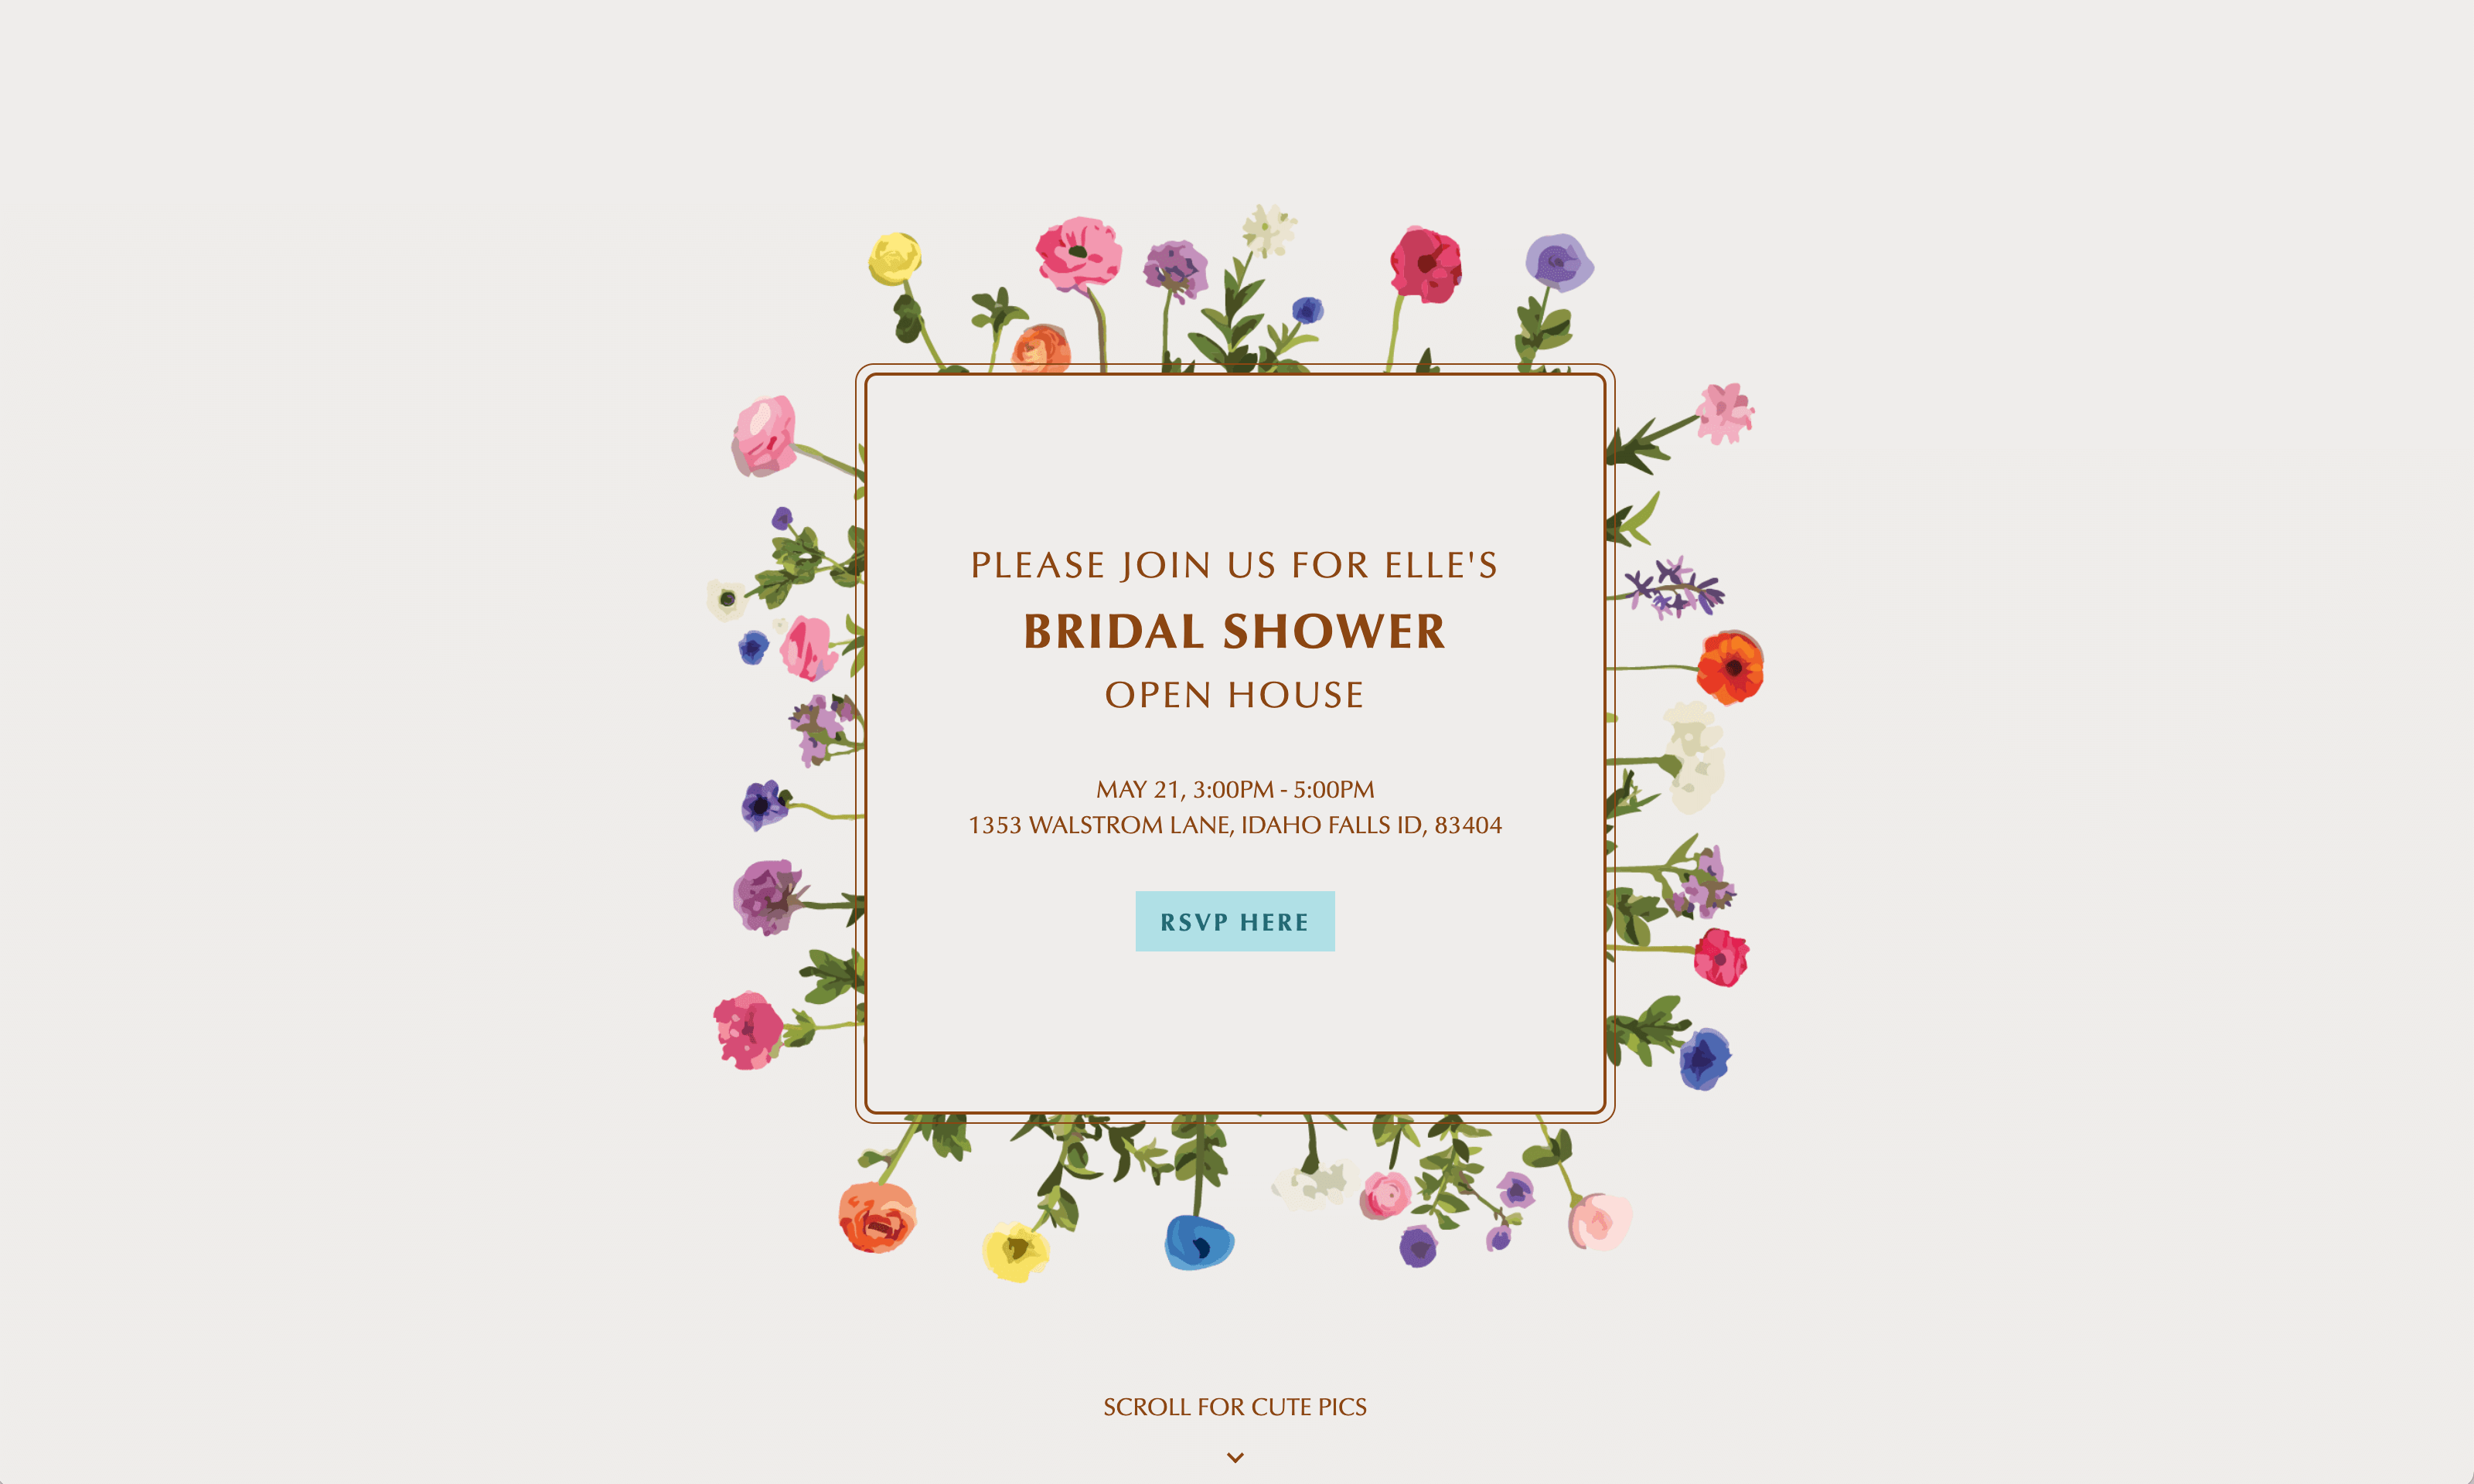 PLEASE JOIN US FOR ELLE'S
BRIDAL SHOWER
OPEN HOUSE
MAY 21, 3:00PM - 5:00PM
1353 WALSTROM LANE, IDAHO FALLS ID, 83404
RSVP HERE
SCROLL FOR CUTE PICS